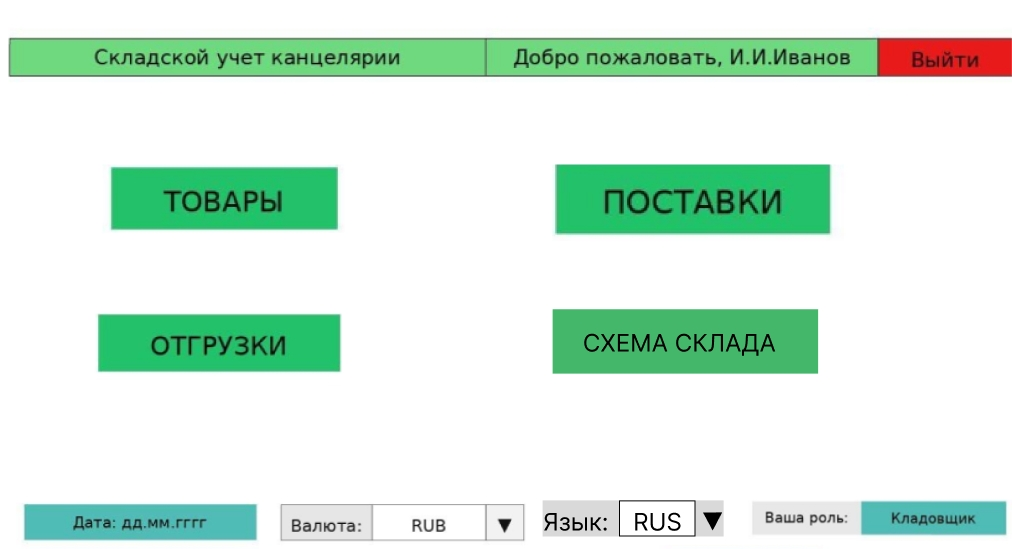 Складской учет канцелярии
Добро пожаловать, И.И.Иванов
Выйти
ТОВАРЫ
ПОСТАВКИ
ОТГРУЗКИ
СХЕМА СКЛАДА
Дата: дд.мм.гггг
Валюта:
RUB
▼
Язык:
RUS
▼
Ваша роль:
Кладовщик